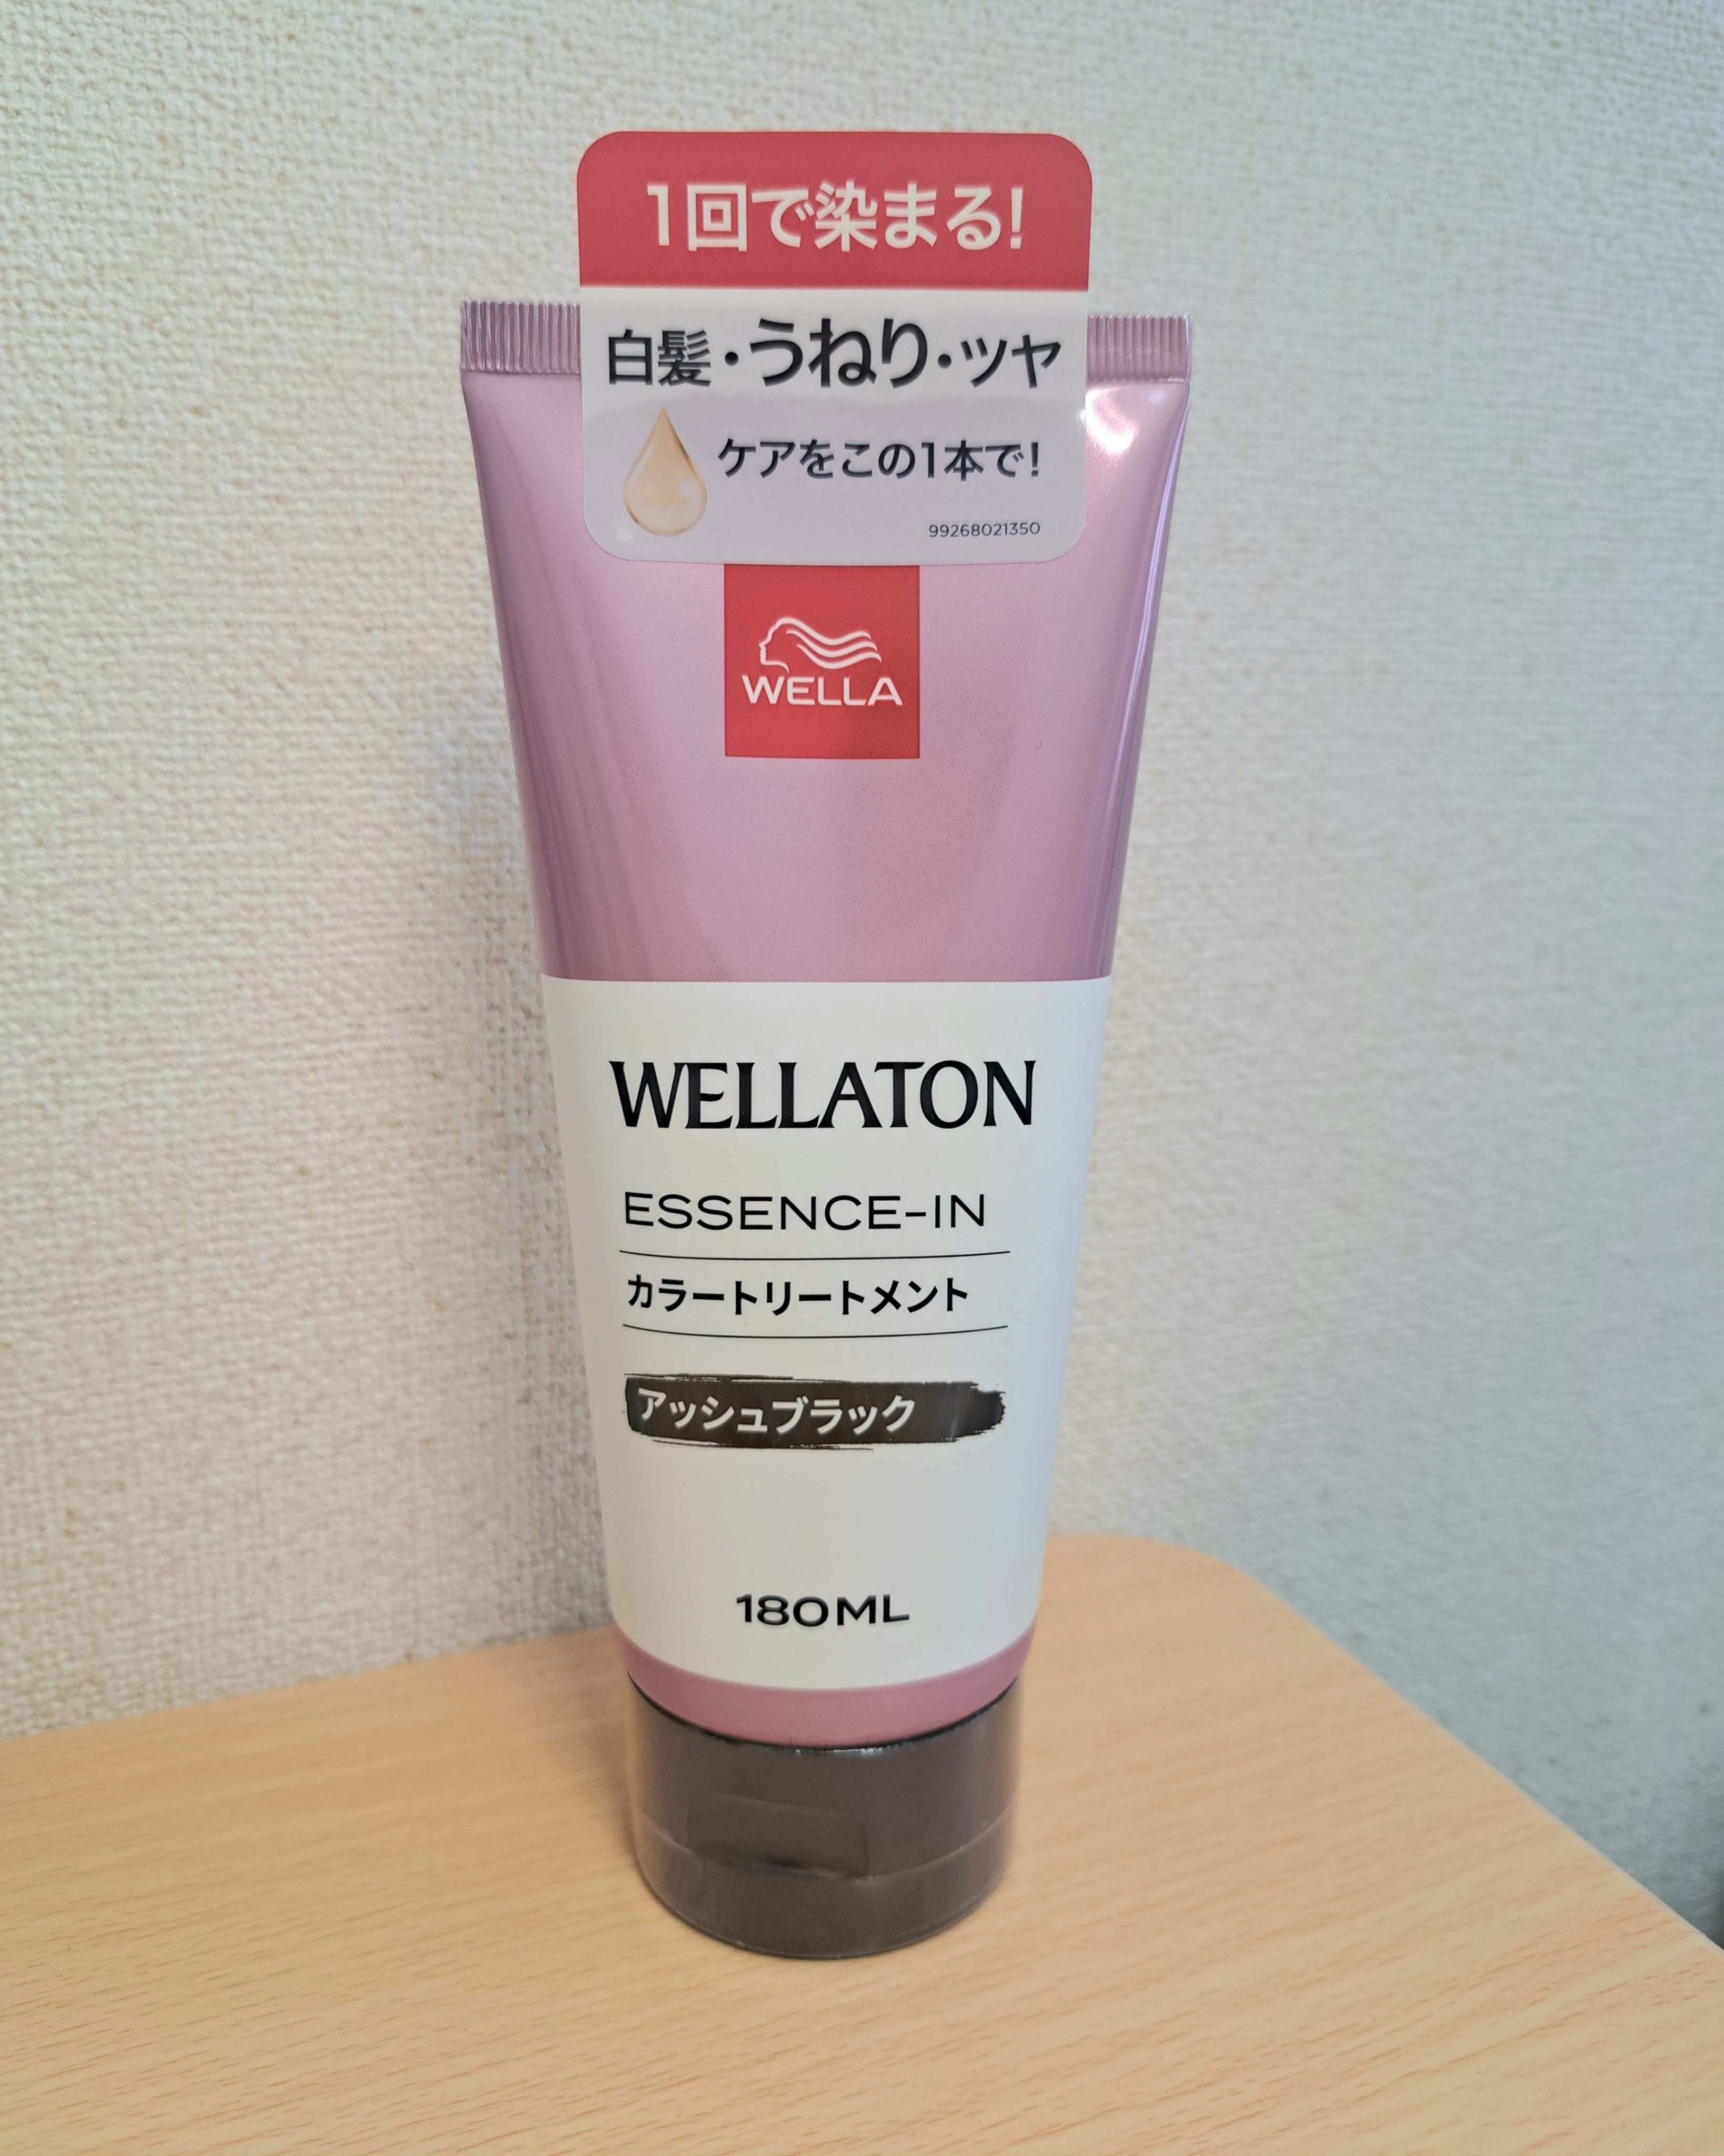 1回で染まる!
白髪・うねり・ツヤ
ケアをこの1本で!
99268021350
WELLA
WELLATON
ESSENCE-IN
カラートリートメント
アッシュブラック
180ML